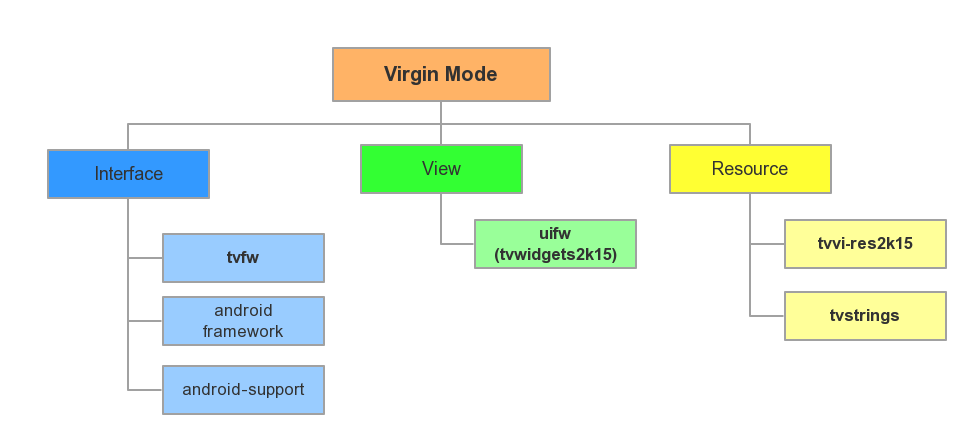 Virgin Mode
Interface
View
Resource
tvfw
android
framework
android-support
uifw
(tvwidgets2k15)
tvvi-res2k15
tvstrings